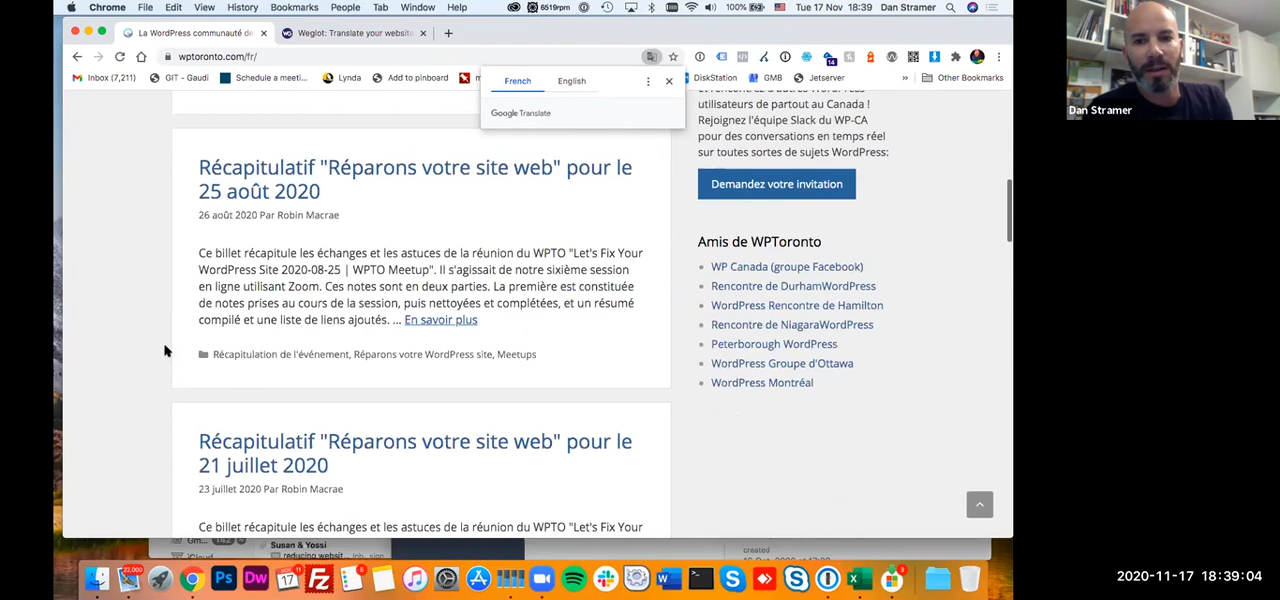 Chrome File Edit View History Bookmarks People Tab Window Help 6519rpm 100% Tue 17 Nov 18:39 Dan Stramer
La WordPress communauté de Weglot: Translate your website
wptoronto.com/fr/
14
Inbox (7,211) GIT - Gaudi Schedule a meeti... Lynda Add to pinboard DiskStation GMB Jetserver » Other Bookmarks
French English
Google Translate
et rencontrez d'autres WordPress
utilisateurs de partout au Canada !
Rejoignez l'équipe Slack du WP-CA
pour des conversations en temps réel
sur toutes sortes de sujets WordPress:
Demandez votre invitation
Récapitulatif "Réparons votre site web" pour le
25 août 2020
26 août 2020 Par Robin Macrae
Ce billet récapitule les échanges et les astuces de la réunion du WPTO "Let's Fix Your
WordPress Site 2020-08-25 | WPTO Meetup". Il s'agissait de notre sixième session
en ligne utilisant Zoom. Ces notes sont en deux parties. La première est constituée
de notes prises au cours de la session, puis nettoyées et complétées, et un résumé
compilé et une liste de liens ajoutés. ... En savoir plus
Récapitulation de l'événement, Réparons votre WordPress site, Meetups
Amis de WPToronto
WP Canada (groupe Facebook)
Rencontre de DurhamWordPress
WordPress Rencontre de Hamilton
Rencontre de NiagaraWordPress
Peterborough WordPress
WordPress Groupe d'Ottawa
WordPress Montréal
Récapitulatif "Réparons votre site web" pour le
21 juillet 2020
23 juillet 2020 Par Robin Macrae
Ce billet récapitule les échanges et les astuces de la réunion du WPTO "Let's Fix Your
Susan & Yossi
reducing websit...
created
Dan Stramer
2020-11-17 18:39:04